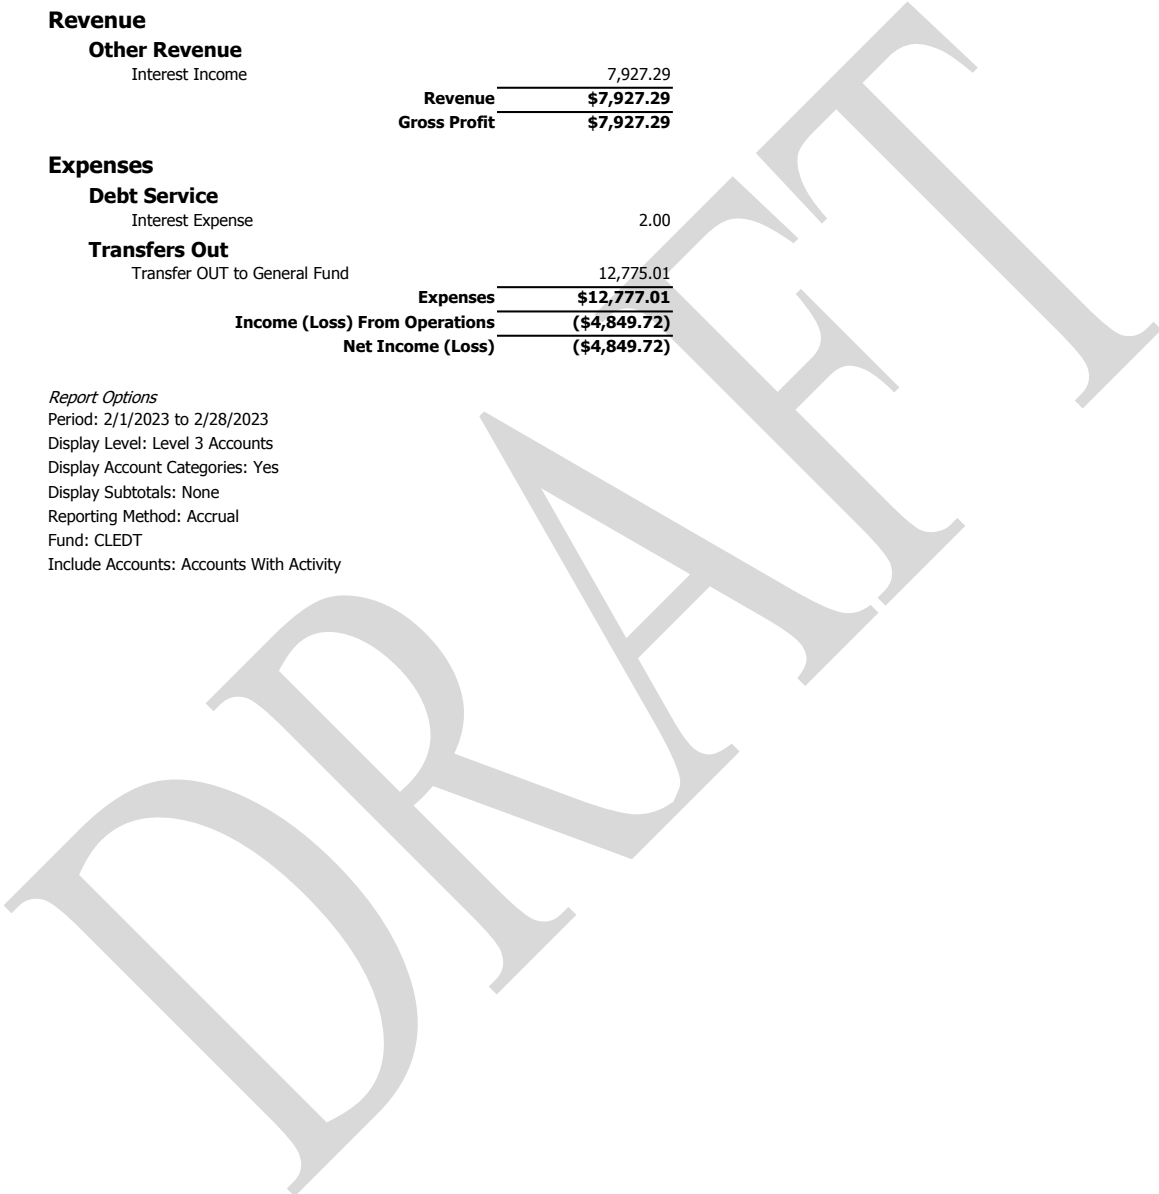 Revenue
Other Revenue
Interest Income 7,927.29
Revenue $7,927.29
Gross Profit $7,927.29
Expenses
Debt Service
Interest Expense 2.00
Transfers Out
Transfer OUT to General Fund 12,775.01
Expenses $12,777.01
Income (Loss) From Operations ($4,849.72)
Net Income (Loss) ($4,849.72)
Report Options
Period: 2/1/2023 to 2/28/2023
Display Level: Level 3 Accounts
Display Account Categories: Yes
Display Subtotals: None
Reporting Method: Accrual
Fund: CLEDT
Include Accounts: Accounts With Activity
DRAFT